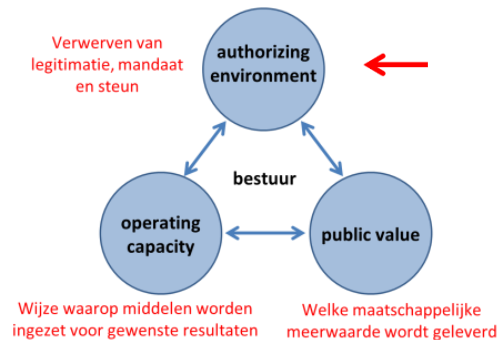 Verwerven van
legitimatie, mandaat
en steun
authorizing
environment
bestuur
operating
capacity
public value
Wijze waarop middelen worden
ingezet voor gewenste resultaten
Welke maatschappelijke
meerwaarde wordt geleverd